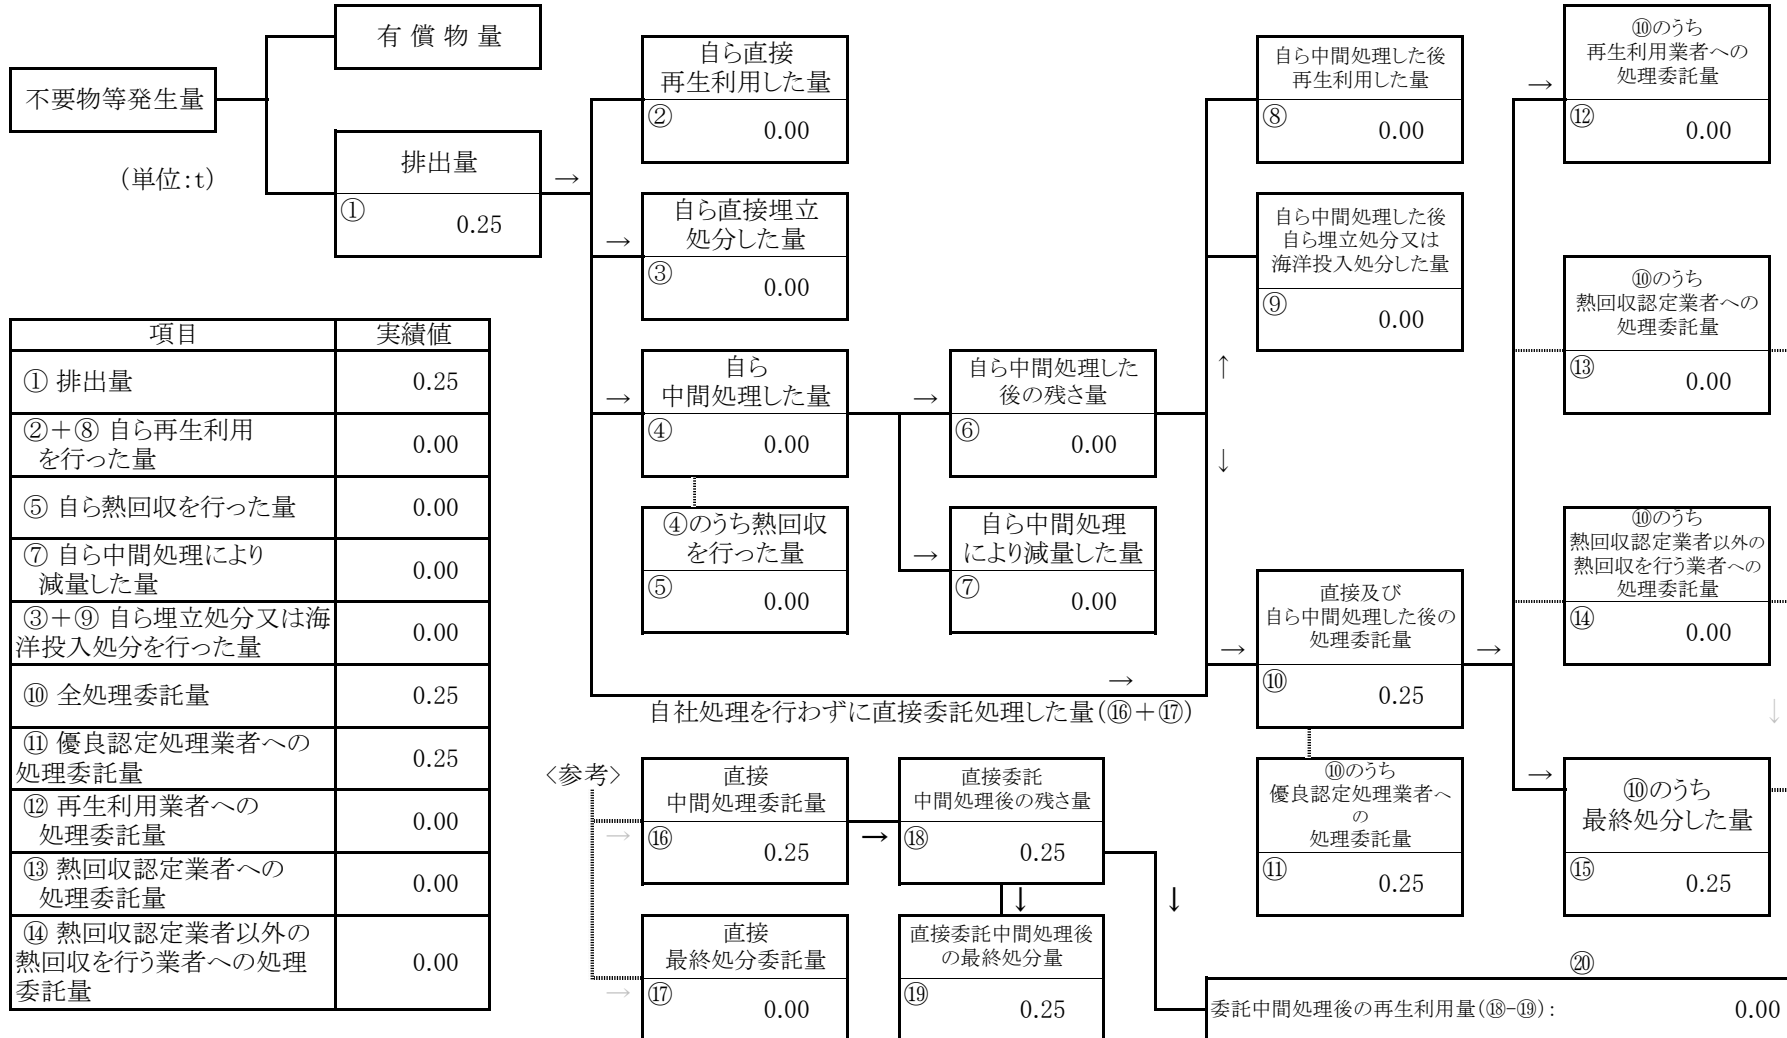 有償物量
不要物等発生量
(単位:t)
排出量
①
0.25
→
自ら直接
再生利用した量
②
0.00
→
自ら直接埋立
処分した量
③
0.00
→
自ら
中間処理した量
④
0.00
④のうち熱回収
を行った量
⑤
0.00
→
自ら中間処理した
後の残さ量
⑥
0.00
→
自ら中間処理
により減量した量
⑦
0.00
↑
↓
自ら中間処理した後
再生利用した量
⑧
0.00
自ら中間処理した後
自ら埋立処分又は
海洋投入処分した量
⑨
0.00
→
自社処理を行わずに直接委託処理した量(⑯+⑰)
→
直接及び
自ら中間処理した後の
処理委託量
⑩
0.25
→
⑩のうち
優良認定処理業者へ
の
処理委託量
⑪
0.25
→
⑩のうち
再生利用業者への
処理委託量
⑫
0.00
⑩のうち
熱回収認定業者への
処理委託量
⑬
0.00
⑩のうち
熱回収認定業者以外の
熱回収を行う業者への
処理委託量
⑭
0.00
↓
→
⑩のうち
最終処分した量
⑮
0.25
項目 実績値
① 排出量 0.25
②+⑧ 自ら再生利用
を行った量 0.00
⑤ 自ら熱回収を行った量 0.00
⑦ 自ら中間処理により
減量した量 0.00
③+⑨ 自ら埋立処分又は海
洋投入処分を行った量 0.00
⑩ 全処理委託量 0.25
⑪ 優良認定処理業者への
処理委託量 0.25
⑫ 再生利用業者への
処理委託量 0.00
⑬ 熱回収認定業者への
処理委託量 0.00
⑭ 熱回収認定業者以外の
熱回収を行う業者への処理
委託量 0.00
<参考>
→
直接
中間処理委託量
⑯
0.25
→
直接委託
中間処理後の残さ量
⑱
0.25
↓
↓
→
直接
最終処分委託量
⑰
0.00
直接委託中間処理後
の最終処分量
⑲
0.25
⑳
委託中間処理後の再生利用量(⑱-⑲): 0.00